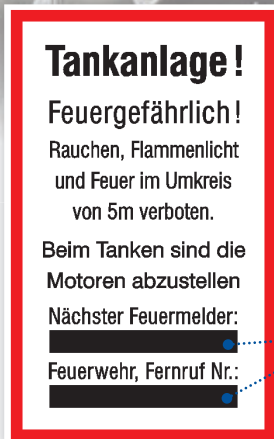 Tankanlage!
Feuergefährlich!
Rauchen, Flammenlicht
und Feuer im Umkreis
von 5m verboten.
Beim Tanken sind die
Motoren abzustellen
Nächster Feuermelder:
Feuerwehr, Fernruf Nr.: